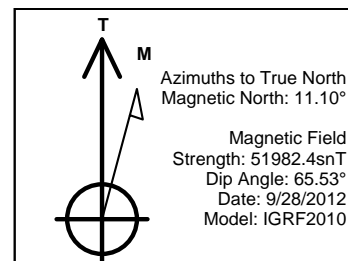 T
M
Azimuths to True North
Magnetic North: 11.10°
Magnetic Field
Strength: 51982.4snT
Dip Angle: 65.53°
Date: 9/28/2012
Model: IGRF2010